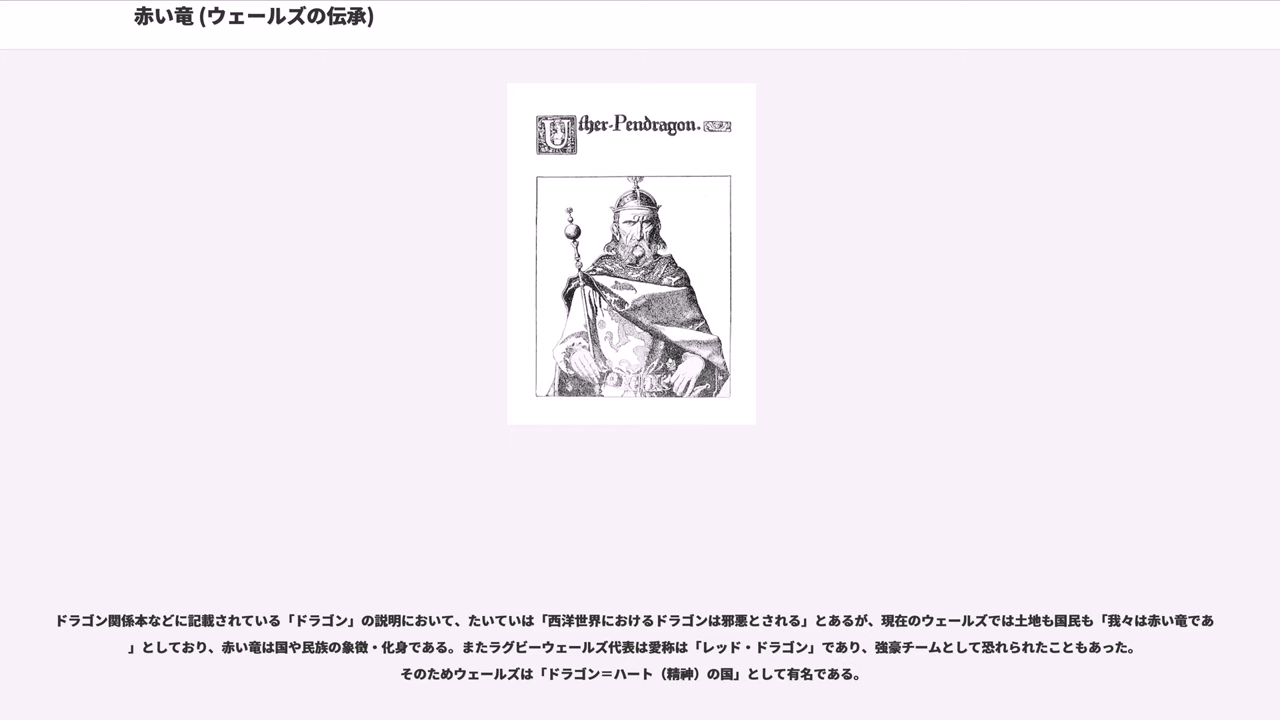 赤い竜 (ウェールズの伝承)
Uther-Pendragon.
ドラゴン関係本などに記載されている「ドラゴン」の説明において、たいていは「西洋世界におけるドラゴンは邪悪とされる」とあるが、現在のウェールズでは土地も国民も「我々は赤い竜であ
」としており、赤い竜は国や民族の象徴・化身である。またラグビーウェールズ代表は愛称は「レッド・ドラゴン」であり、強豪チームとして恐れられたこともあった。
そのためウェールズは「ドラゴン＝ハート（精神）の国」として有名である。